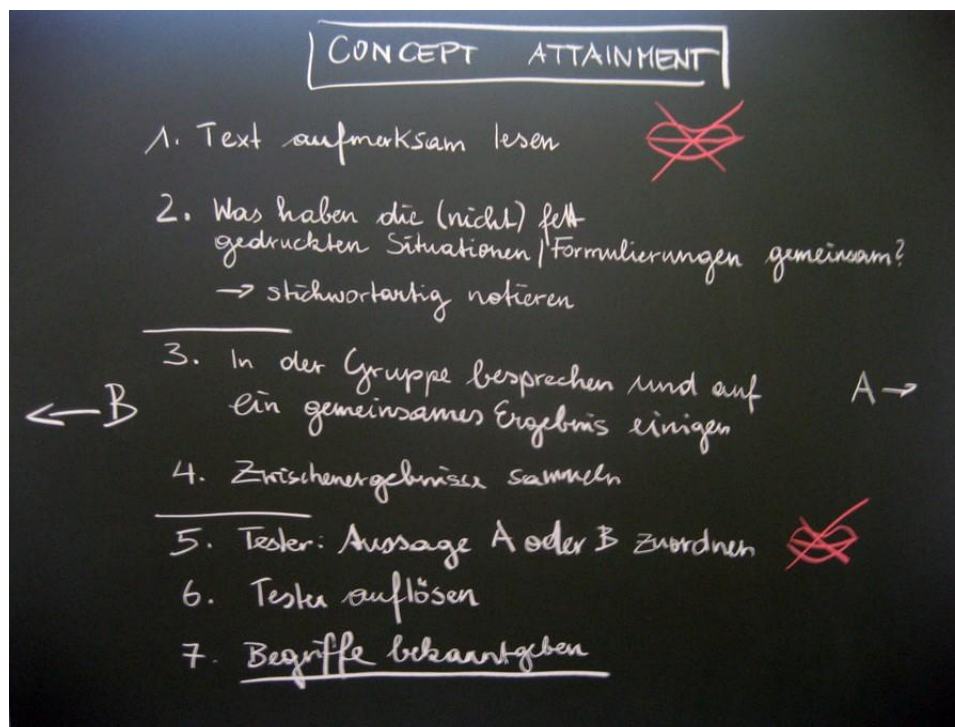 CONCEPT ATTAINMENT
1. Text aufmerksam lesen
2. Was haben die (nicht) fett
gedruckten Situationen/Formulierungen gemeinsam?
→ stichwortartig notieren
3. In der Gruppe besprechen und auf
ein gemeinsames Ergebnis einigen
← B
A →
4. Zwischenergebnisse sammeln
5. Tester: Aussage A oder B zuordnen
6. Tester auflösen
7. Begriffe bekanntgeben